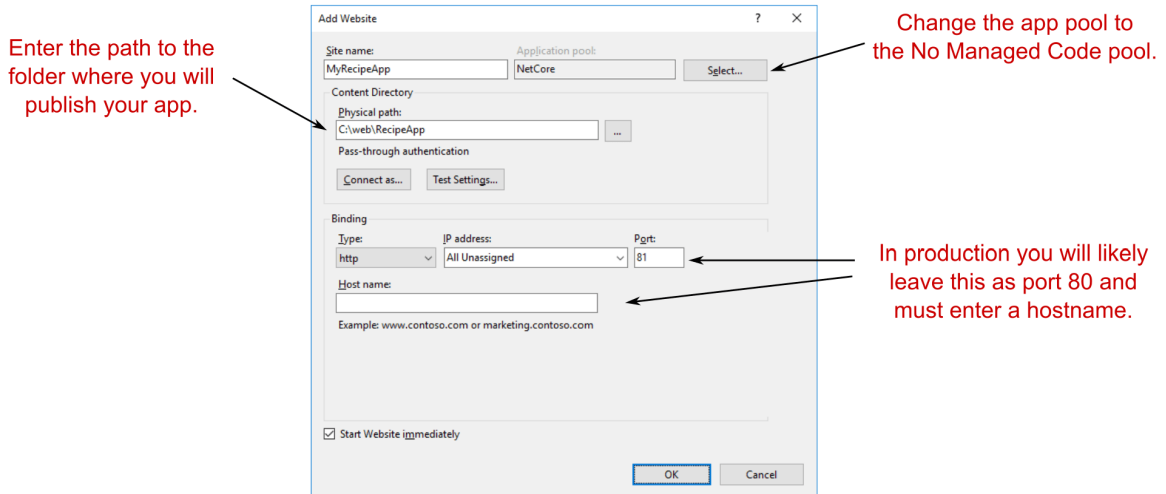 Add Website
?
Site name:
Application pool:
MyRecipeApp
NetCore
Select...
Content Directory
Physical path:
C:\web\RecipeApp
...
Pass-through authentication
Connect as...
Test Settings...
Binding
Type:
IP address:
Port:
http
All Unassigned
81
Host name:
Example: www.contoso.com or marketing.contoso.com
Start Website immediately
OK
Cancel
Enter the path to the
folder where you will
publish your app.
Change the app pool to
the No Managed Code pool.
In production you will likely
leave this as port 80 and
must enter a hostname.